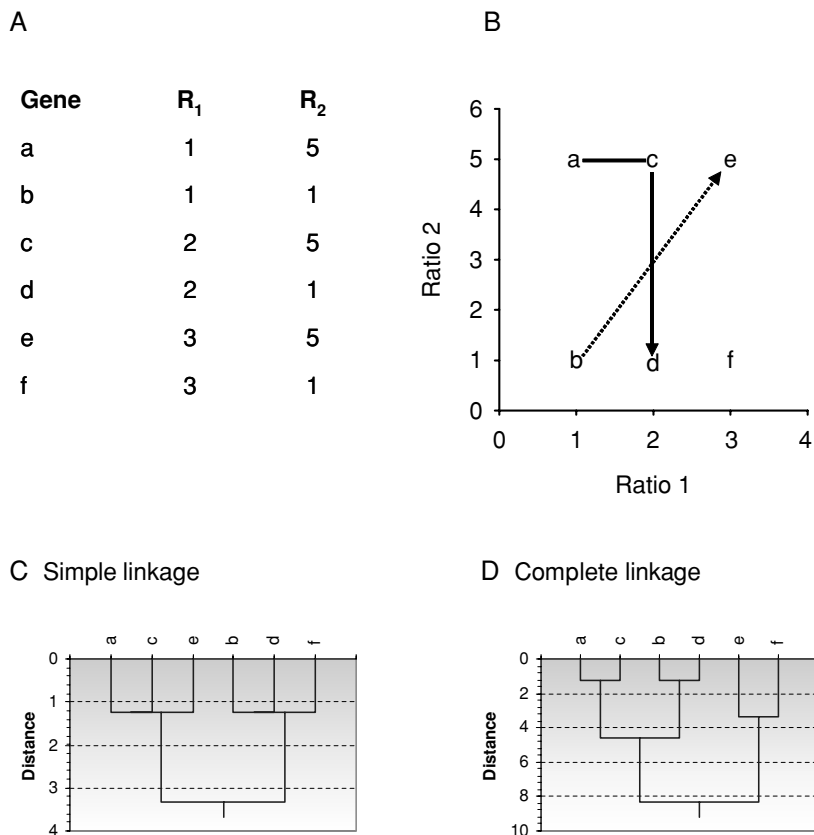 A
B
Gene R1 R2
a 1 5
b 1 1
c 2 5
d 2 1
e 3 5
f 3 1
6
5
4
3
2
1
0
Ratio 2
a c e
b d f
0 1 2 3 4
Ratio 1
C Simple linkage
a c e b d f
0
1
2
3
4
Distance
D Complete linkage
a c b d e f
0
2
4
6
8
10
Distance